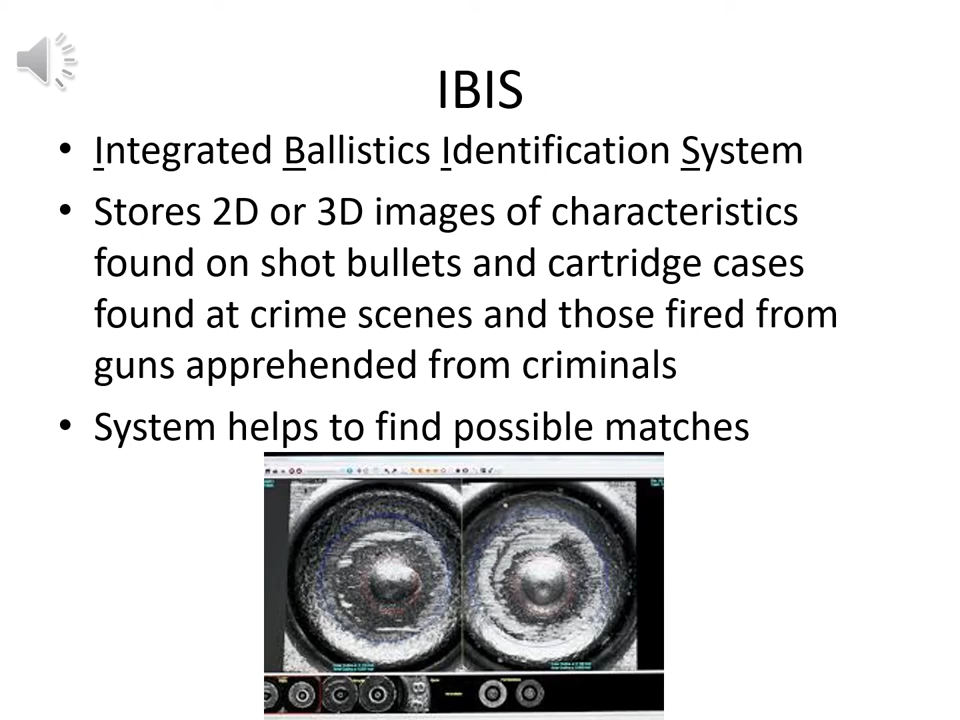 IBIS
• Integrated Ballistics Identification System
• Stores 2D or 3D images of characteristics
found on shot bullets and cartridge cases
found at crime scenes and those fired from
guns apprehended from criminals
• System helps to find possible matches